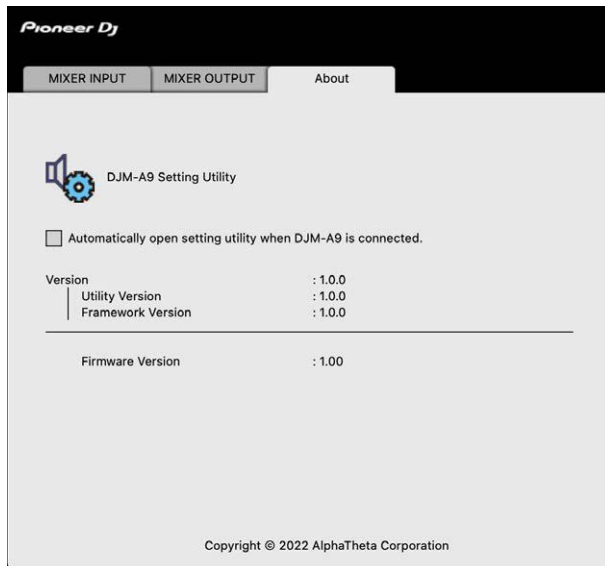 Pioneer Dj
MIXER INPUT MIXER OUTPUT About
DJM-A9 Setting Utility
Automatically open setting utility when DJM-A9 is connected.
Version : 1.0.0
Utility Version : 1.0.0
Framework Version : 1.0.0
Firmware Version : 1.00
Copyright © 2022 AlphaTheta Corporation